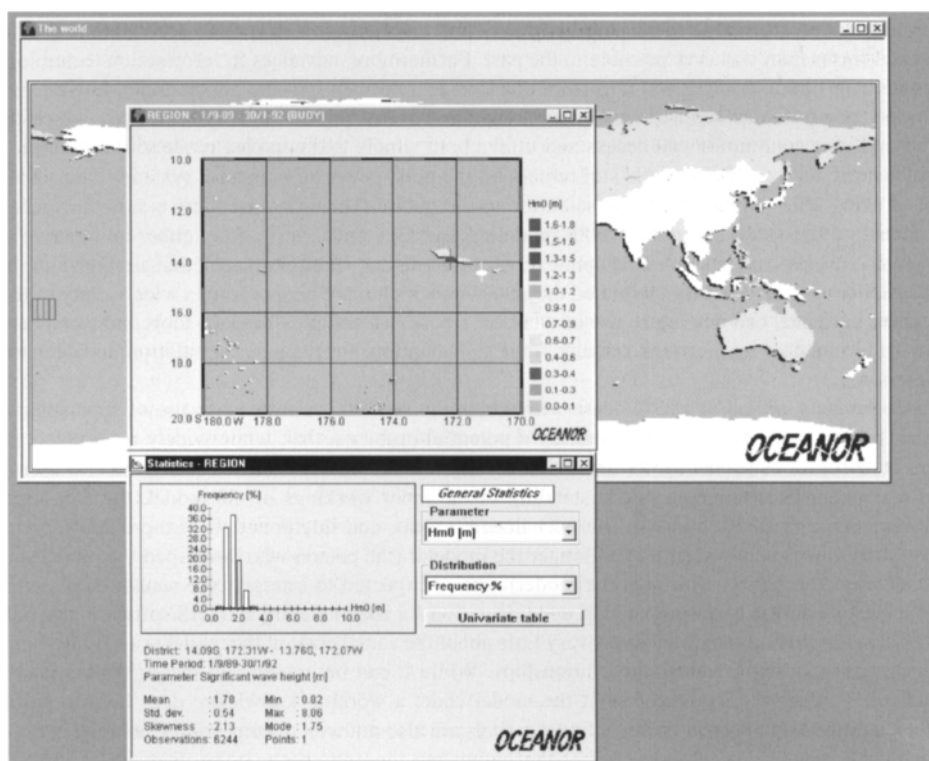 The world
REGION - 1/9-89 - 30/1-92 (BUOY)
10.0
12.0
14.0
16.0
18.0
20.0 S
180.0 W
178.0
176.0
174.0
172.0
170.0
Hm0 [m]
1.6-1.8
1.5-1.6
1.3-1.5
1.2-1.3
1.0-1.2
0.9-1.0
0.7-0.9
0.6-0.7
0.4-0.6
0.3-0.4
0.1-0.3
0.0-0.1
OCEANOR
OCEANOR
Statistics - REGION
Frequency [%]
40.0
36.0
32.0
28.0
24.0
20.0
16.0
12.0
8.0
4.0
0.0
0.0 2.0 4.0 6.0 8.0 10.0
Hm0 [m]
General Statistics
Parameter
Hm0 [m]
Distribution
Frequency %
Univariate table
District: 14.09S, 172.31W - 13.76S, 172.07W
Time Period: 1/9/89-30/1/92
Parameter: Significant wave height [m]
Mean : 1.78 Min : 0.82
Std. dev. : 0.54 Max : 8.06
Skewness : 2.13 Mode : .75
Observations: 6244 Points: 1
OCEANOR